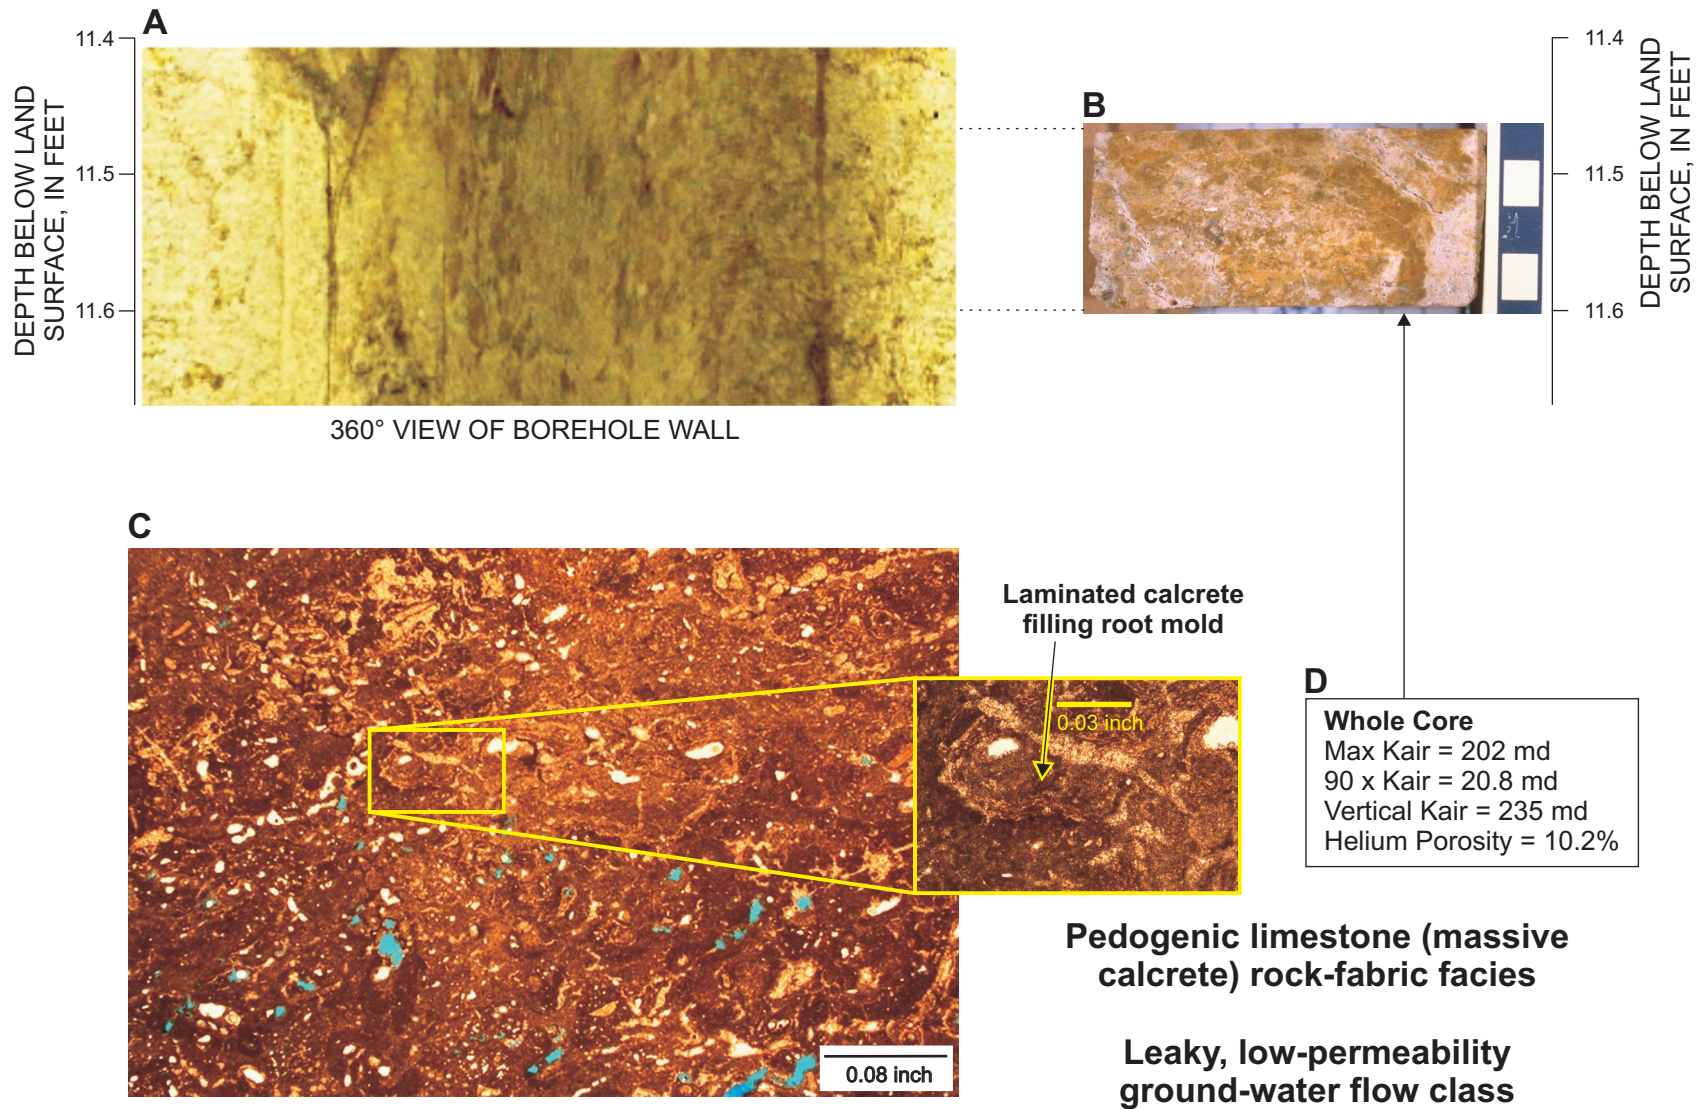 A
11.4
11.5
11.6
DEPTH BELOW LAND
SURFACE, IN FEET
360° VIEW OF BOREHOLE WALL
B
11.4
11.5
11.6
DEPTH BELOW LAND
SURFACE, IN FEET
C
Laminated calcrete
filling root mold
0.03 inch
0.08 inch
D
Whole Core
Max Kair = 202 md
90 x Kair = 20.8 md
Vertical Kair = 235 md
Helium Porosity = 10.2%
Pedogenic limestone (massive
calcrete) rock-fabric facies
Leaky, low-permeability
ground-water flow class